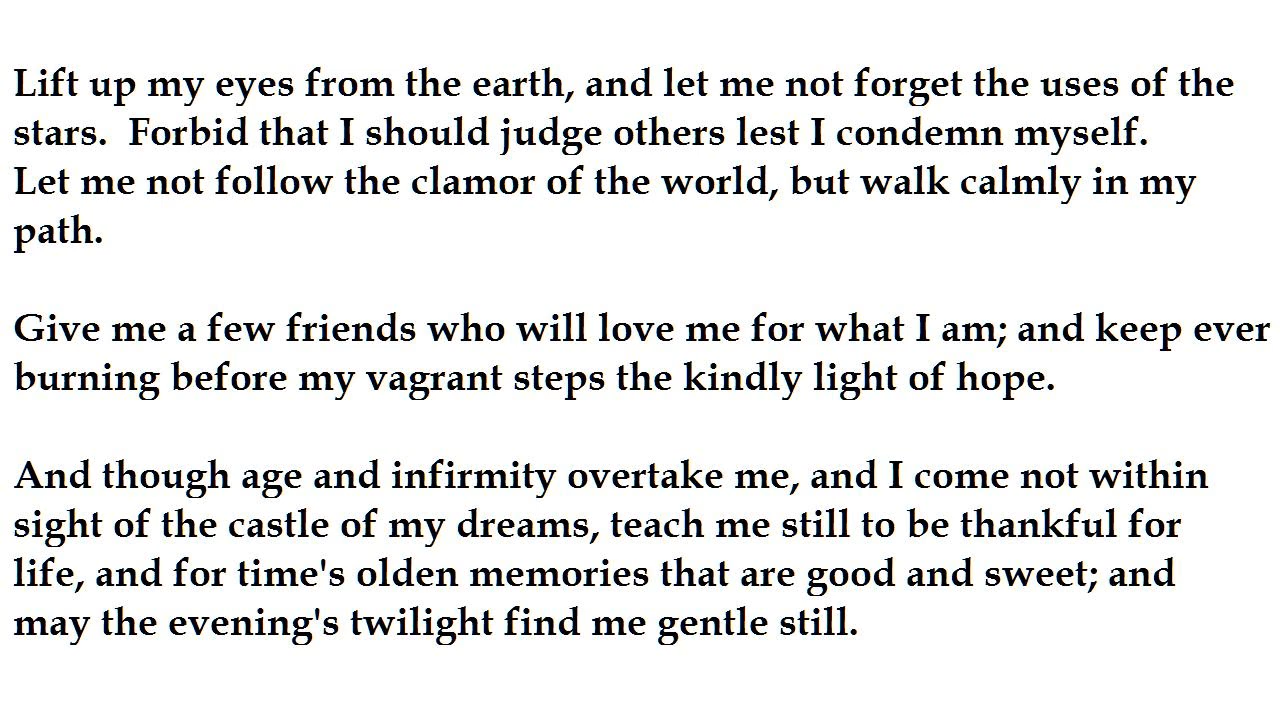 Lift up my eyes from the earth, and let me not forget the uses of the
stars.  Forbid that I should judge others lest I condemn myself.
Let me not follow the clamor of the world, but walk calmly in my
path.
Give me a few friends who will love me for what I am; and keep ever
burning before my vagrant steps the kindly light of hope.
And though age and infirmity overtake me, and I come not within
sight of the castle of my dreams, teach me still to be thankful for
life, and for time's olden memories that are good and sweet; and
may the evening's twilight find me gentle still.